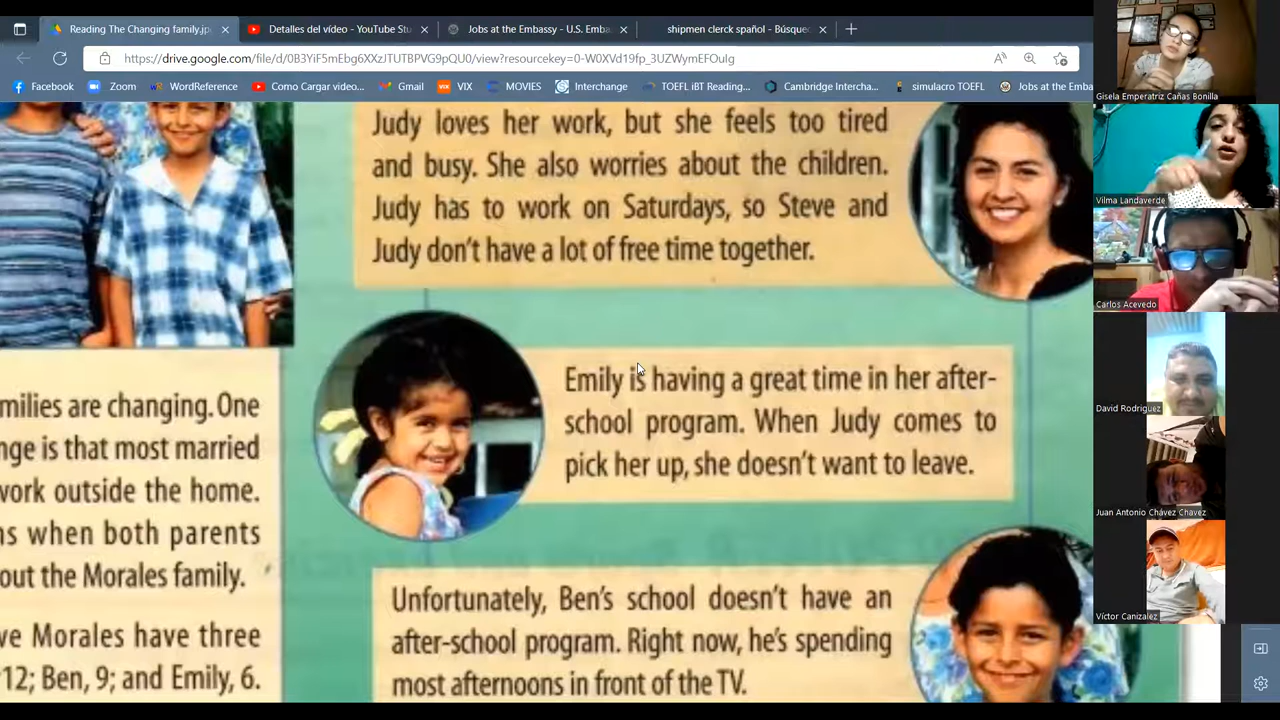 Reading The Changing family.jp
Detalles del vídeo - YouTube Stu
Jobs at the Embassy - U.S. Emba
shipmen clerck spañol - Búsque
https://drive.google.com/file/d/0B3YiF5mEbg6XXzJTUTBPVG9pQU0/view?resourcekey=0-W0XVd19fp_3UZWymEFOuIg
Facebook
Zoom
WordReference
Como Cargar video...
Gmail
VIX
MOVIES
Interchange
TOEFL iBT Reading...
Cambridge Intercha...
simulacro TOEFL
Jobs at the Emba
Judy loves her work, but she feels too tired
and busy. She also worries about the children.
Judy has to work on Saturdays, so Steve and
Judy don't have a lot of free time together.
Emily is having a great time in her after-
school program. When Judy comes to
pick her up, she doesn't want to leave.
Unfortunately, Ben's school doesn't have an
after-school program. Right now, he's spending
most afternoons in front of the TV.
milies are changing. One
nge is that most married
work outside the home.
ns when both parents
out the Morales family.
ve Morales have three
12; Ben, 9; and Emily, 6.
Gisela Emperatriz Cañas Bonilla
Vilma Landaverde
Carlos Acevedo
David Rodriguez
Juan Antonio Chávez Chavez
Víctor Canizalez